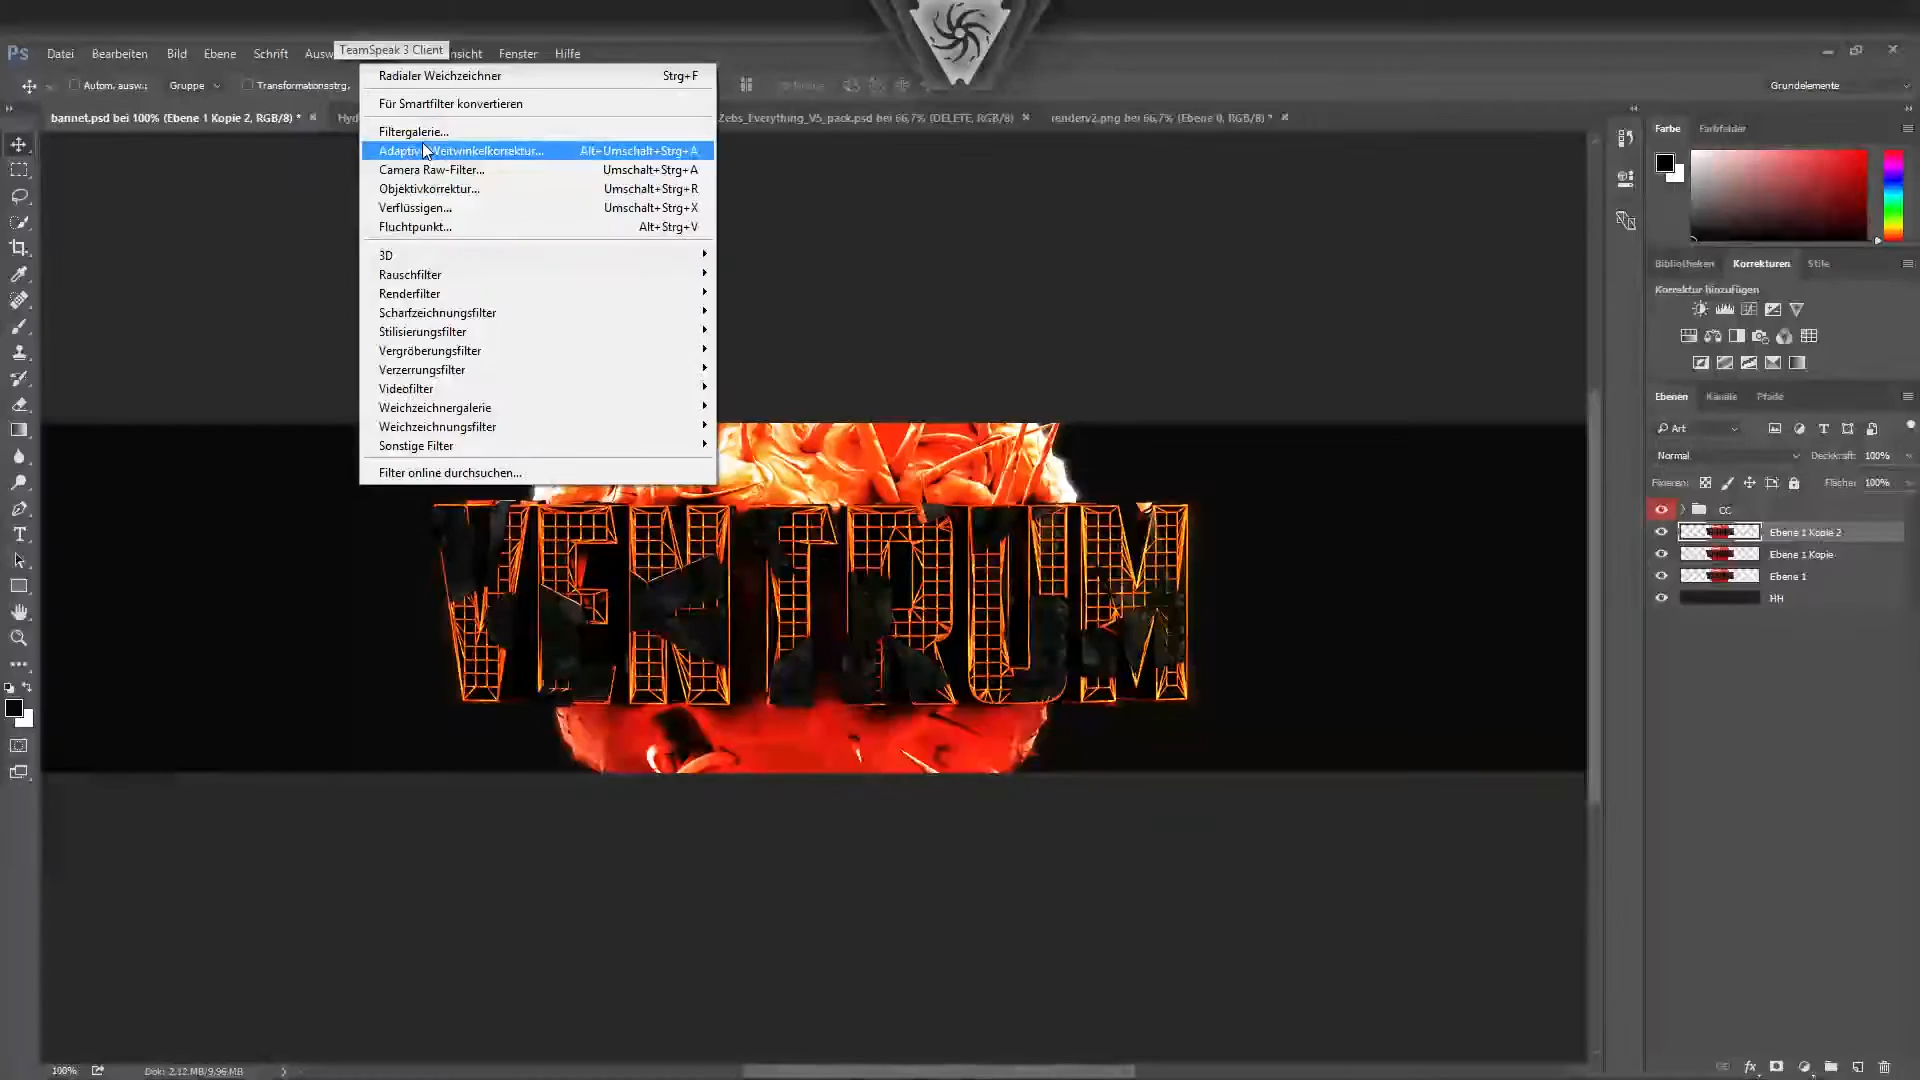 TeamSpeak 3 Client
Ps Datei Bearbeiten Bild Ebene Schrift Ausw nsicht Fenster Hilfe
Autom. ausw.: Gruppe Transformationsstrg. Grundelemente
bannet.psd bei 100% (Ebene 1 Kopie 2, RGB/8) * Hyd Zebs_Everything_V5_pack.psd bei 66,7% (DELETE, RGB/8) renderv2.png bei 66,7% (Ebene 0, RGB/8) *
Radialer Weichzeichner Strg+F
Für Smartfilter konvertieren
Filtergalerie...
Adaptive Weitwinkelkorrektur... Alt+Umschalt+Strg+A
Camera Raw-Filter... Umschalt+Strg+A
Objektivkorrektur... Umschalt+Strg+R
Verflüssigen... Umschalt+Strg+X
Fluchtpunkt... Alt+Strg+V
3D
Rauschfilter
Renderfilter
Scharfzeichnungsfilter
Stilisierungsfilter
Vergröberungsfilter
Verzerrungsfilter
Videofilter
Weichzeichnergalerie
Weichzeichnungsfilter
Sonstige Filter
Filter online durchsuchen...
VENTRUM
Farbe Farbfelder
Bibliotheken Korrekturen Stile
Korrektur hinzufügen
Ebenen Kanäle Pfade
Art
Normal Deckkraft: 100%
Fixieren: Fläche: 100%
CC
Ebene 1 Kopie 2
Ebene 1 Kopie
Ebene 1
HH
100% Dok: 2,12 MB/9,96 MB